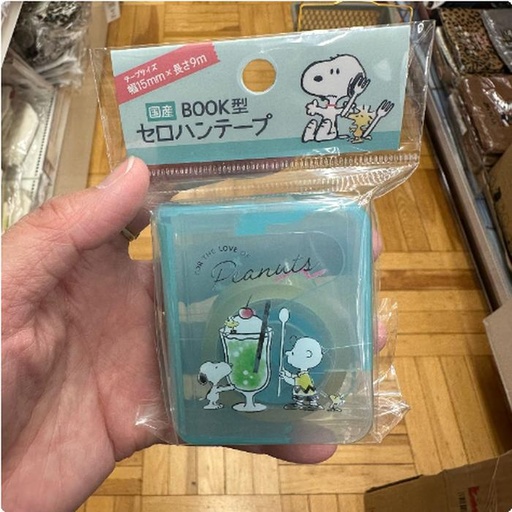 テープサイズ
幅15mm×長さ9m
国産 BOOK型
セロハンテープ
FOR THE LOVE OF
Peanuts